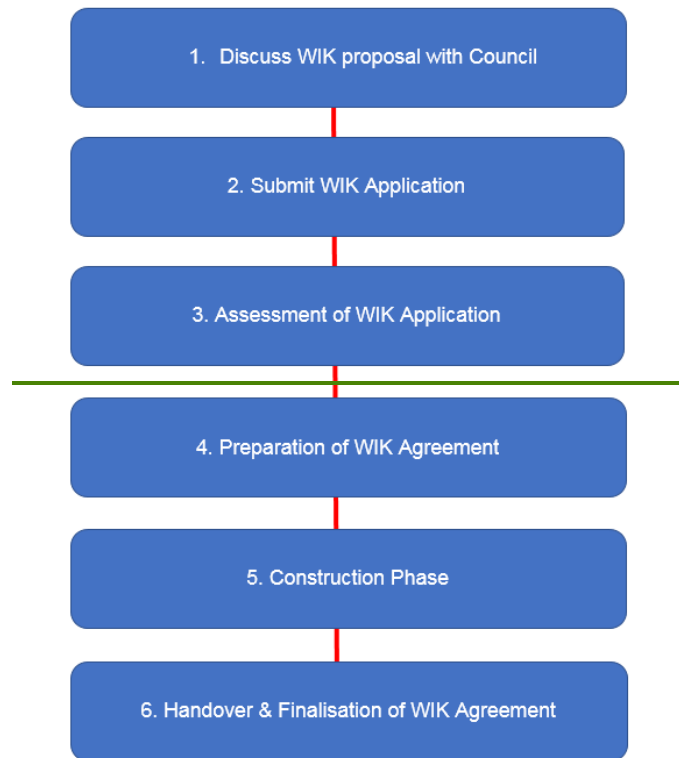 1. Discuss WIK proposal with Council
2. Submit WIK Application
3. Assessment of WIK Application
4. Preparation of WIK Agreement
5. Construction Phase
6. Handover & Finalisation of WIK Agreement